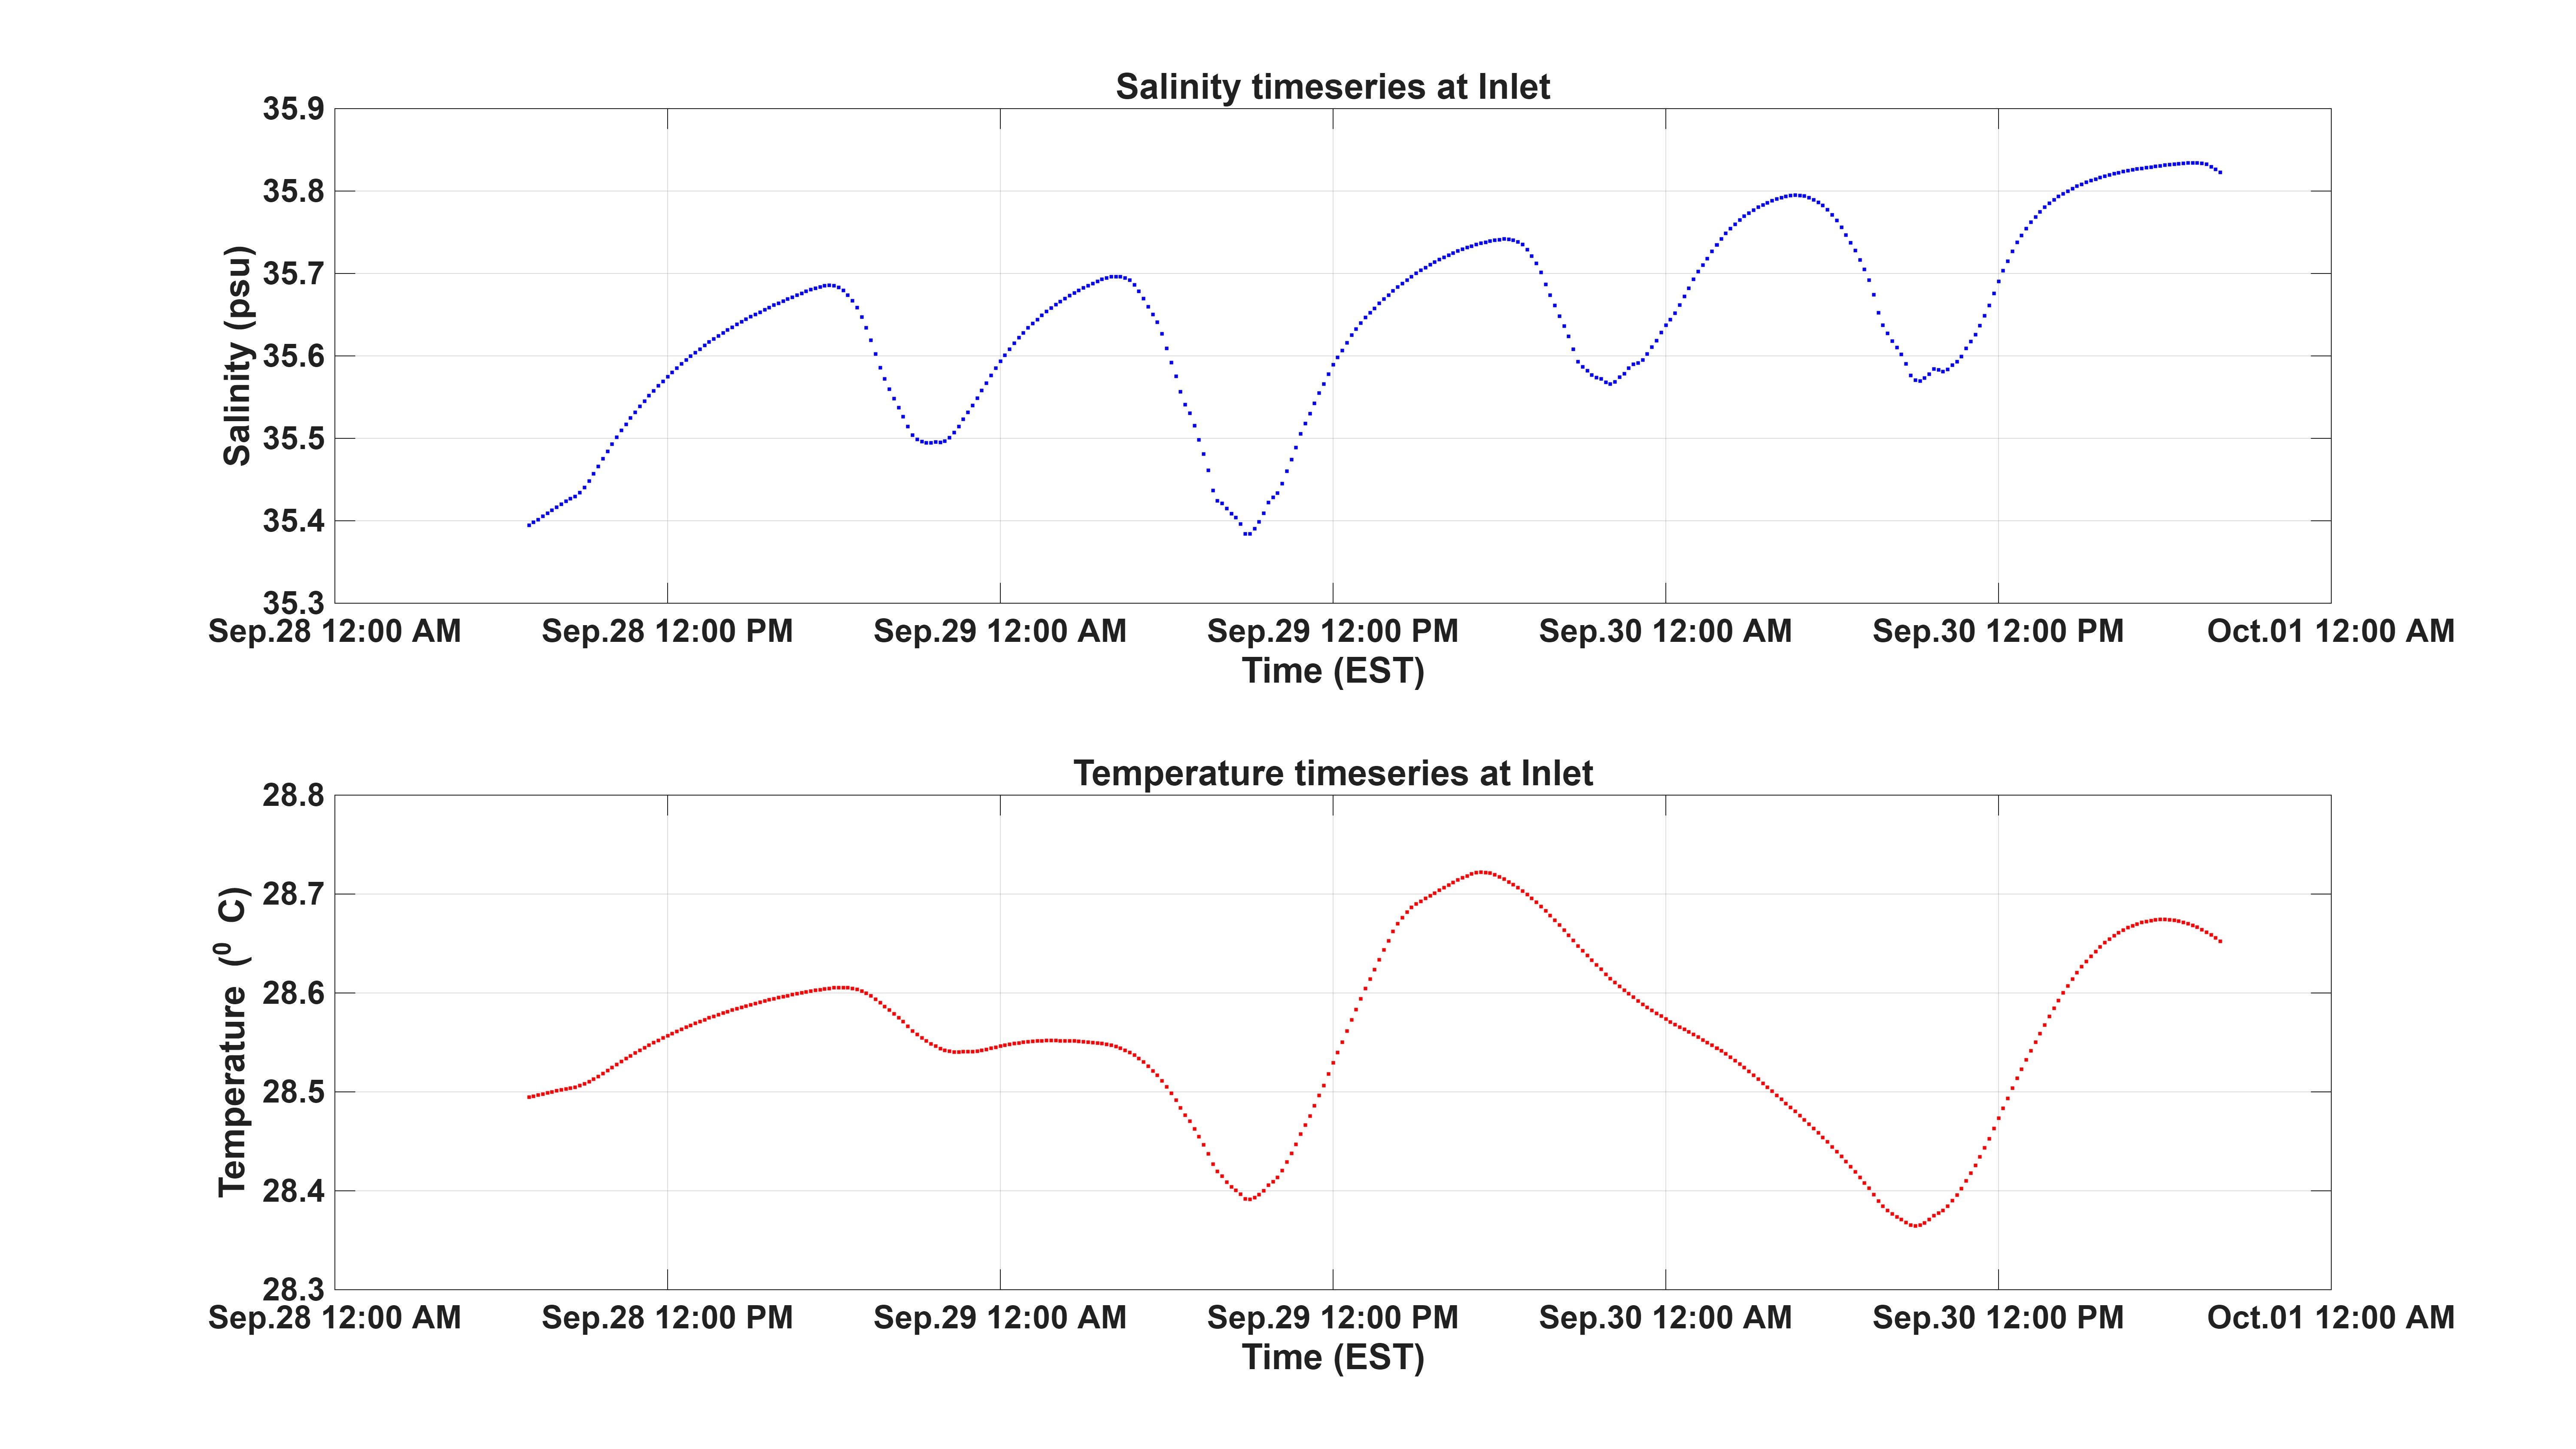 Salinity timeseries at Inlet
35.9
35.8
35.7
35.6
35.5
35.4
35.3
Salinity (psu)
Sep.28 12:00 AM Sep.28 12:00 PM Sep.29 12:00 AM Sep.29 12:00 PM Sep.30 12:00 AM Sep.30 12:00 PM Oct.01 12:00 AM
Time (EST)
Temperature timeseries at Inlet
28.8
28.7
28.6
28.5
28.4
28.3
Temperature (⁰ C)
Sep.28 12:00 AM Sep.28 12:00 PM Sep.29 12:00 AM Sep.29 12:00 PM Sep.30 12:00 AM Sep.30 12:00 PM Oct.01 12:00 AM
Time (EST)